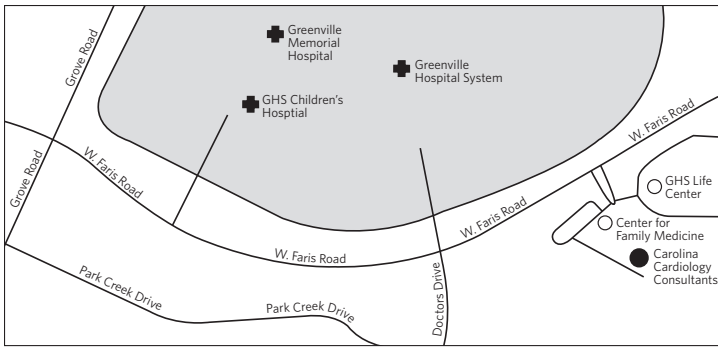 Grove Road
Greenville
Memorial
Hospital
Greenville
Hospital System
GHS Children's
Hosptial
W. Faris Road
Grove Road
W. Faris Road
GHS Life
Center
W. Faris Road
W. Faris Road
Center for
Family Medicine
W. Faris Road
Carolina
Cardiology
Consultants
Park Creek Drive
Doctors Drive
Park Creek Drive